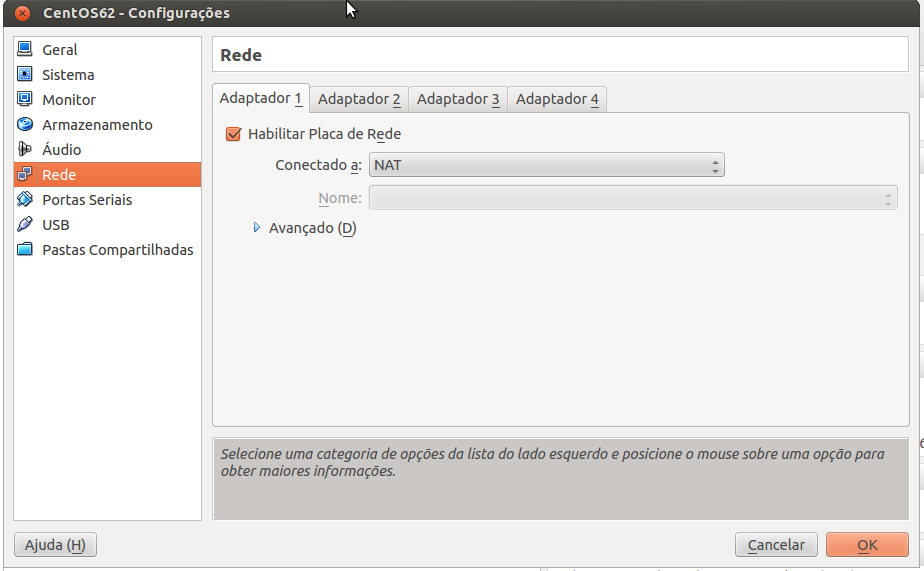 CentOS62 - Configurações
Geral
Sistema
Monitor
Armazenamento
Áudio
Rede
Portas Seriais
USB
Pastas Compartilhadas
Rede
Adaptador 1 Adaptador 2 Adaptador 3 Adaptador 4
Habilitar Placa de Rede
Conectado a: NAT
Nome:
Avançado (D)
Selecione uma categoria de opções da lista do lado esquerdo e posicione o mouse sobre uma opção para
obter maiores informações.
Ajuda (H) Cancelar OK